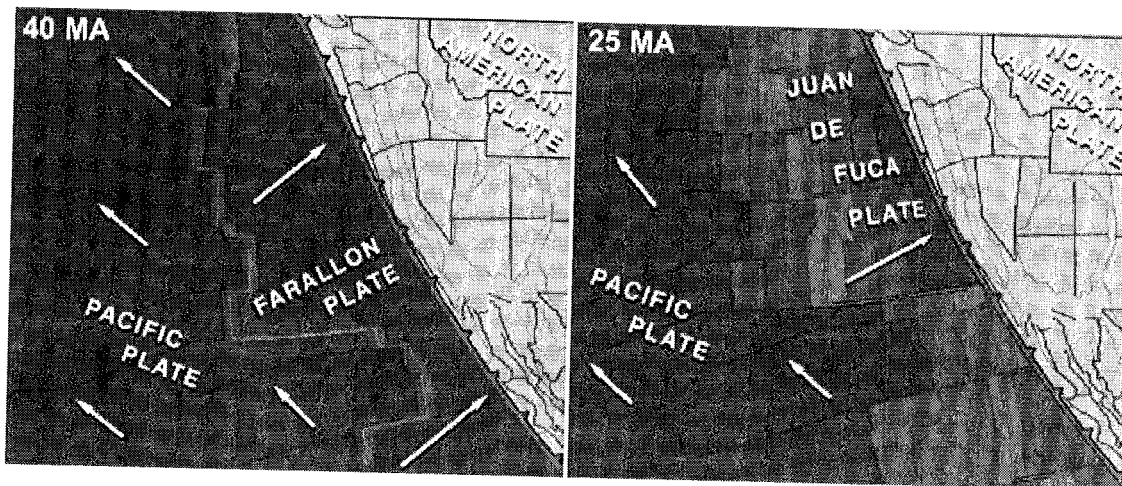 40 MA
NORTH
AMERICAN
PLATE
FARALLON
PLATE
PACIFIC
PLATE
25 MA
JUAN
DE
FUCA
PLATE
NORTH
AMERICAN
PLATE
PACIFIC
PLATE